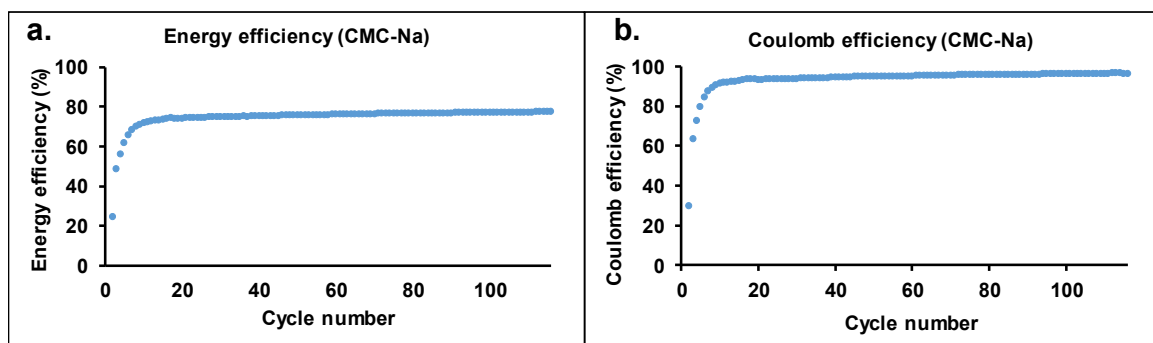 a.
Energy efficiency (CMC-Na)
Energy efficiency (%)
100
80
60
40
20
0
0 20 40 60 80 100
Cycle number
b.
Coulomb efficiency (CMC-Na)
Coulomb efficiency (%)
100
80
60
40
20
0
0 20 40 60 80 100
Cycle number